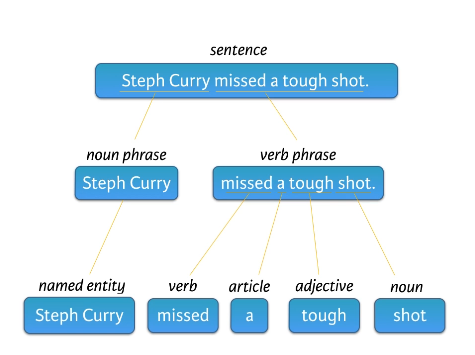 sentence
Steph Curry missed a tough shot.
noun phrase
verb phrase
Steph Curry
missed a tough shot.
named entity
verb
article
adjective
noun
Steph Curry
missed
a
tough
shot